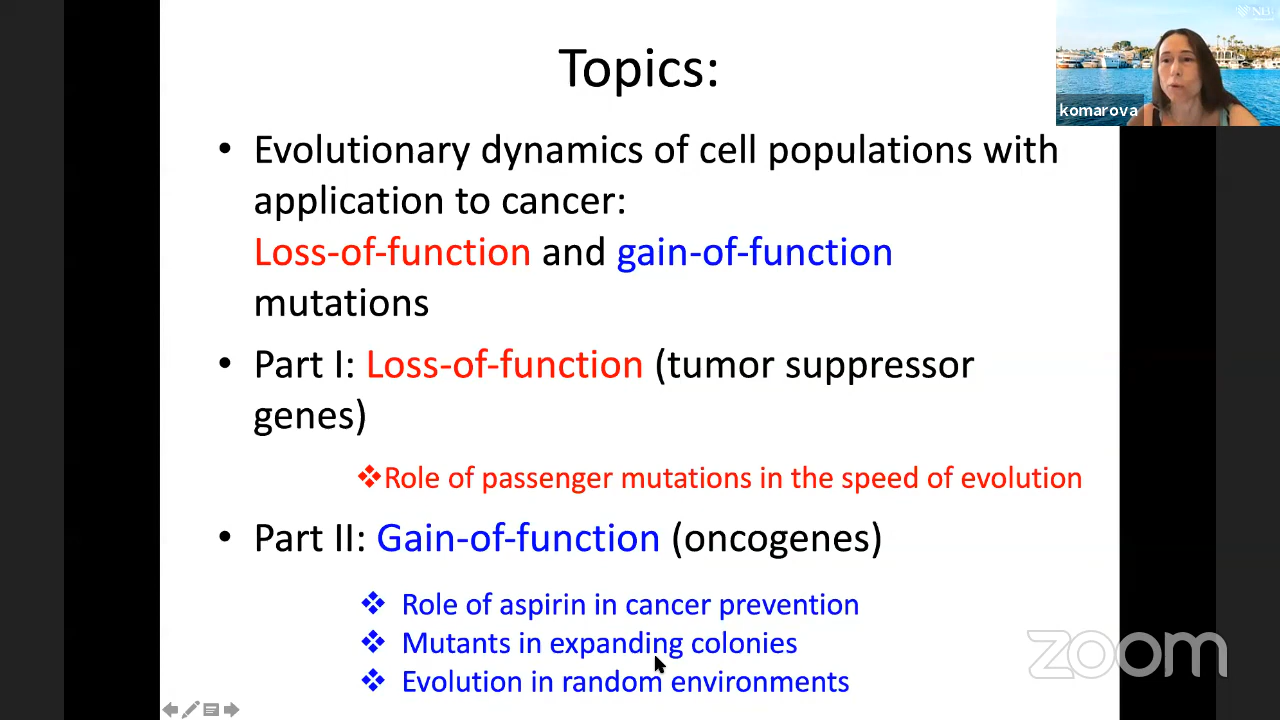 Topics:
NB
komarova
• Evolutionary dynamics of cell populations with
application to cancer:
Loss-of-function and gain-of-function
mutations
• Part I: Loss-of-function (tumor suppressor
genes)
❖Role of passenger mutations in the speed of evolution
• Part II: Gain-of-function (oncogenes)
❖ Role of aspirin in cancer prevention
❖ Mutants in expanding colonies
❖ Evolution in random environments
zoom